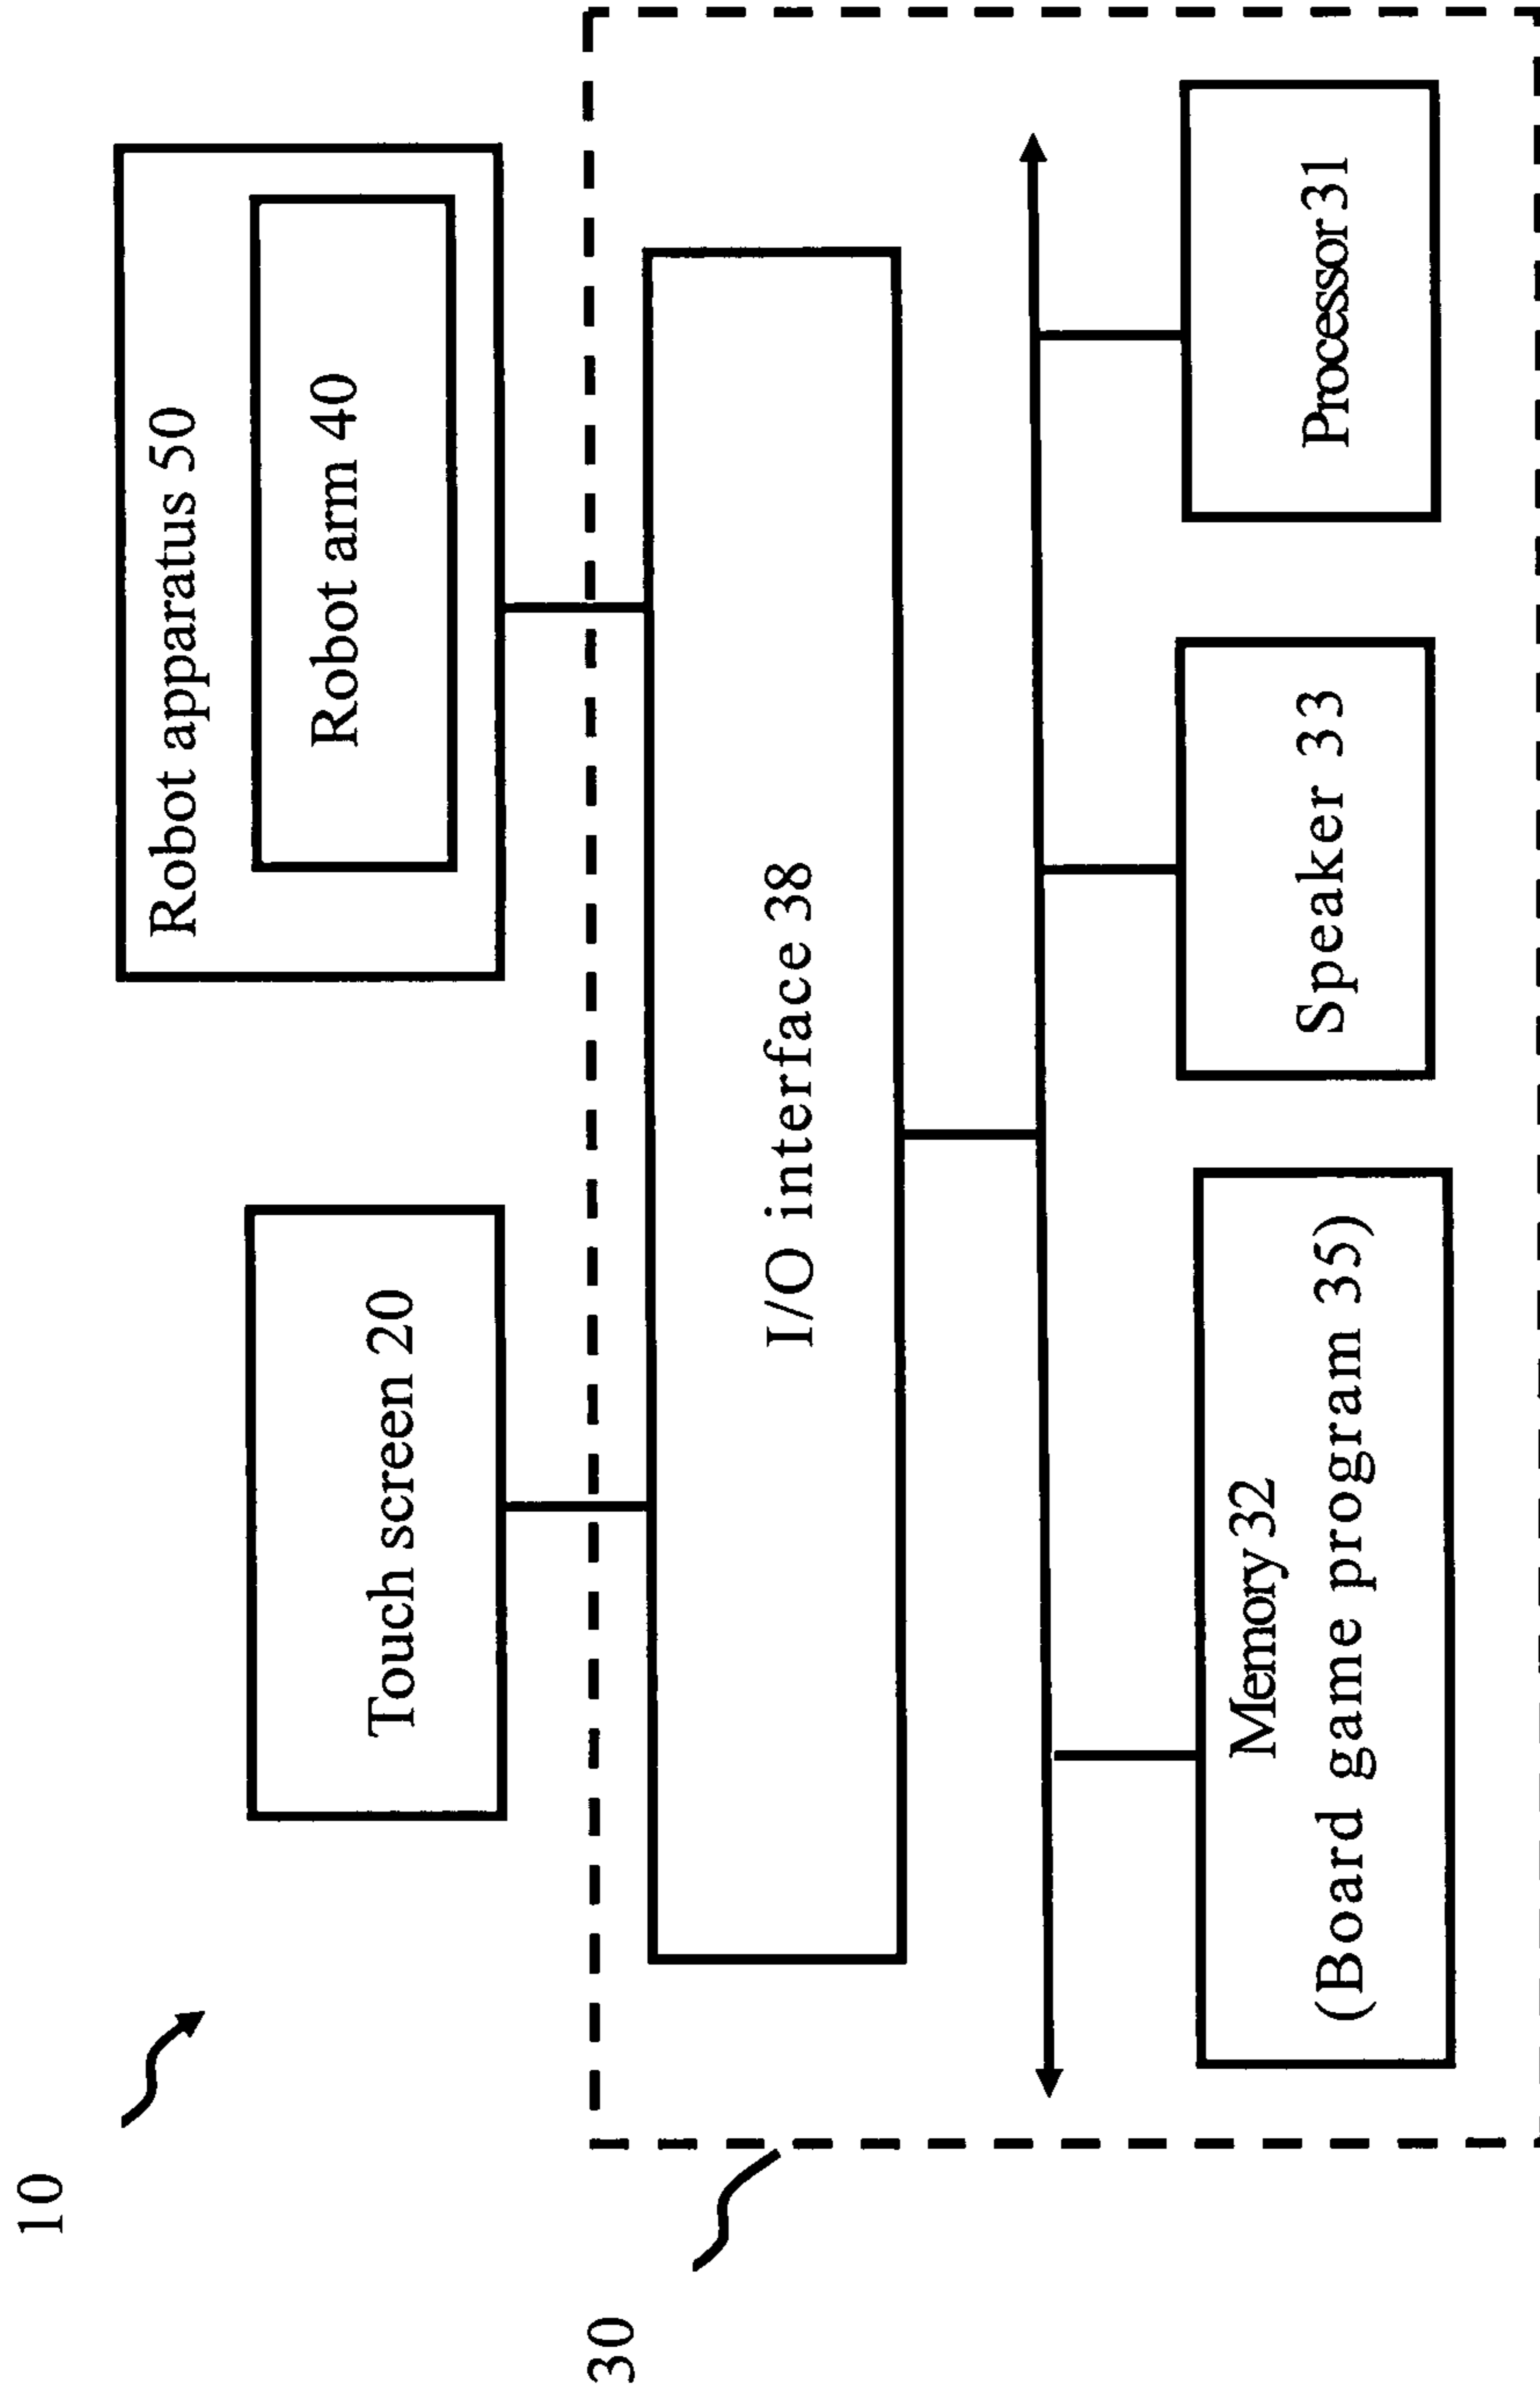 10
Robot apparatus 50
Robot arm 40
Touch screen 20
30
I/O interface 38
Memory 32
(Board game program 35)
Speaker 33
Processor 31